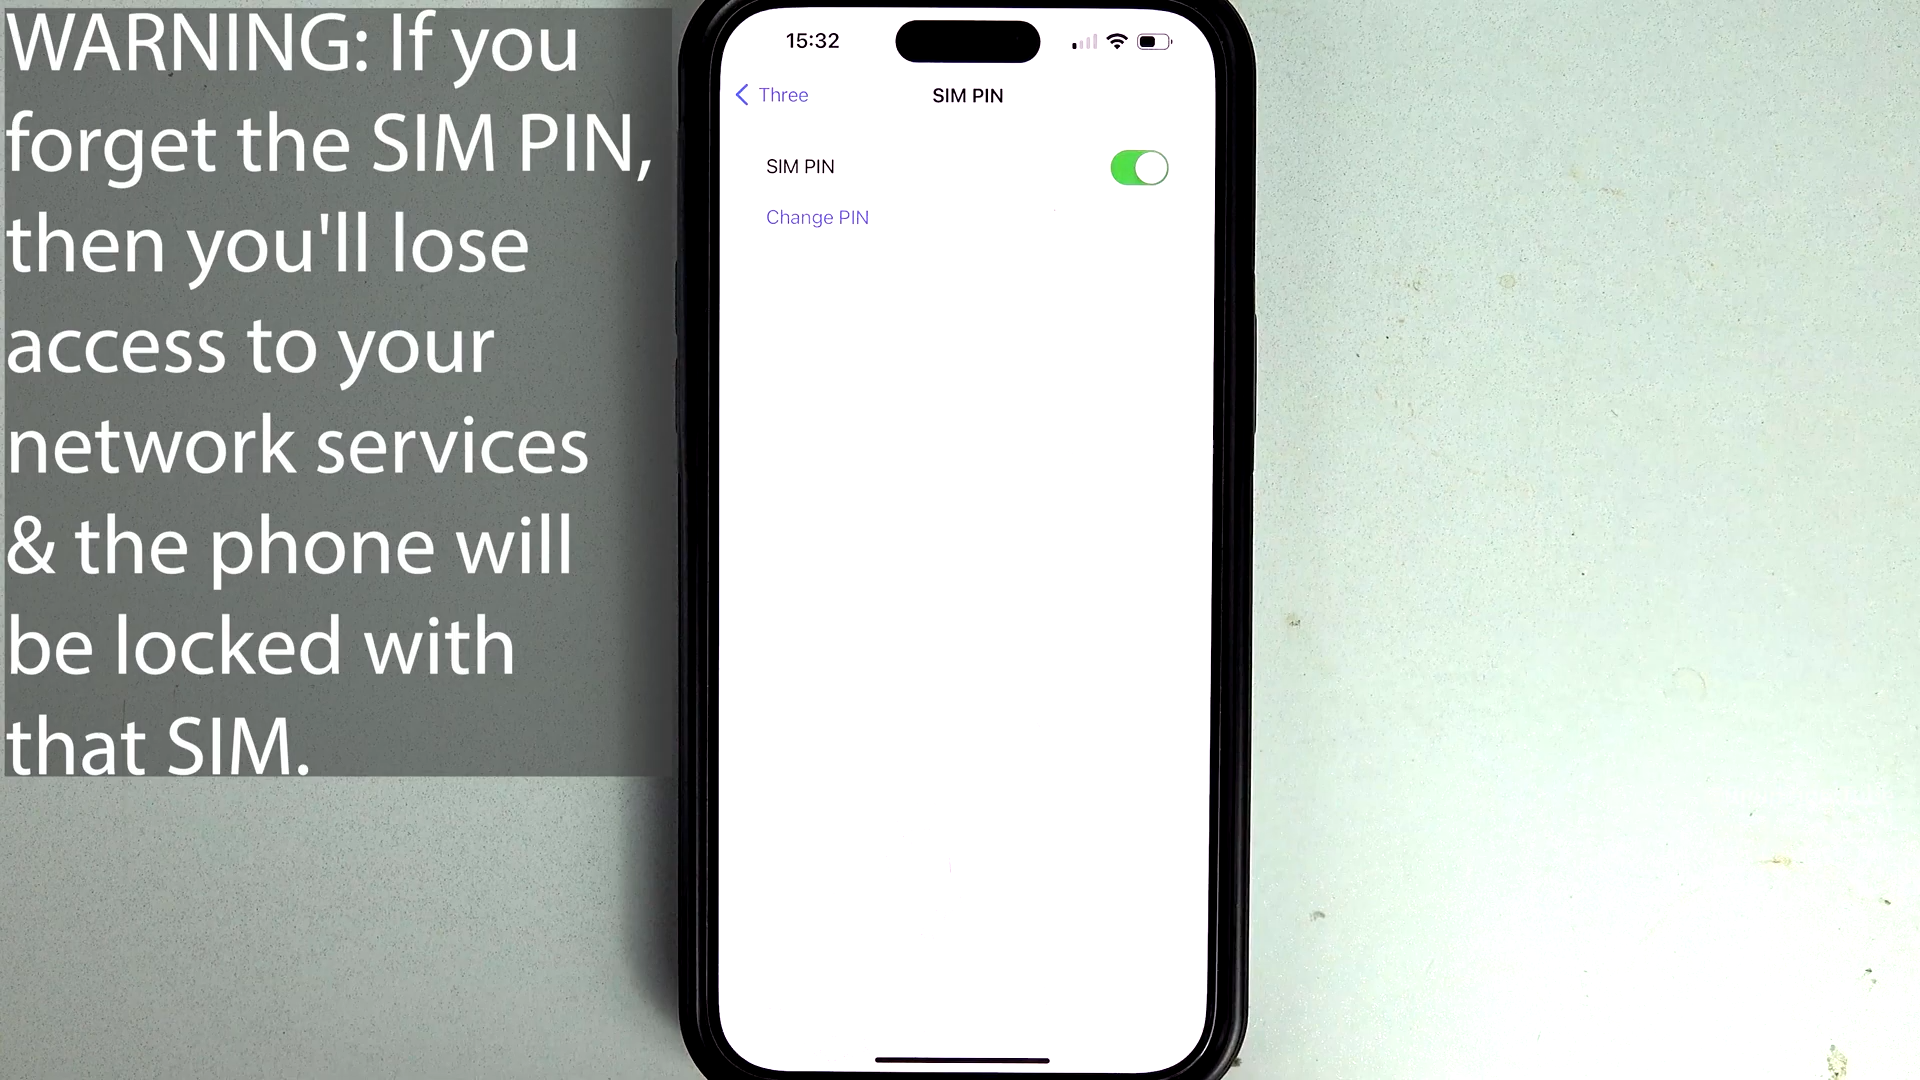 WARNING: If you
forget the SIM PIN,
then you'll lose
access to your
network services
& the phone will
be locked with
that SIM.
15:32
Three
SIM PIN
SIM PIN
Change PIN